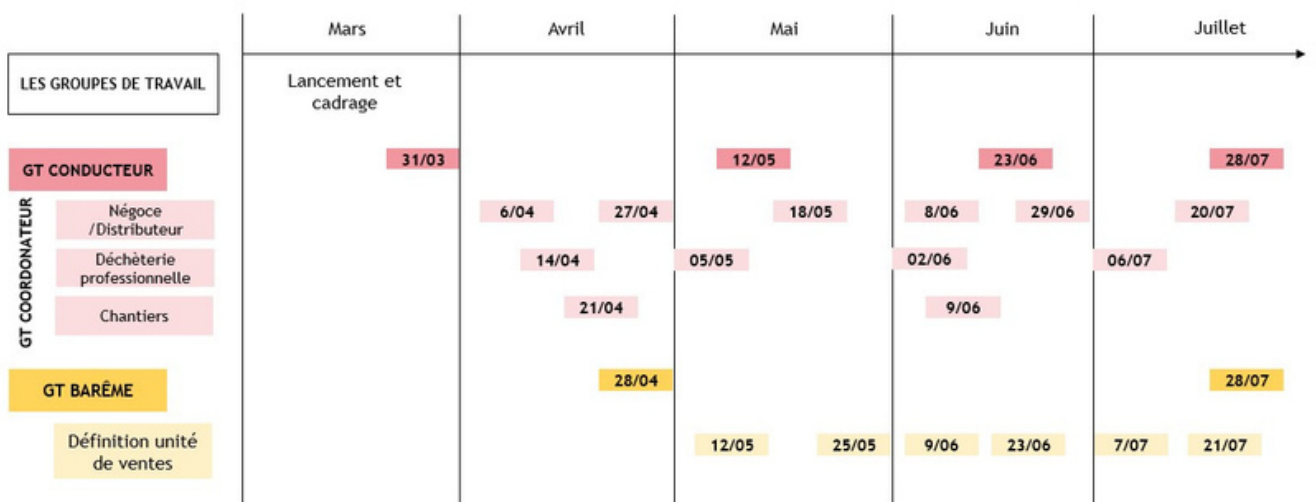 Mars Avril Mai Juin Juillet
LES GROUPES DE TRAVAIL
Lancement et
cadrage
GT CONDUCTEUR
31/03 12/05 23/06 28/07
GT COORDONATEUR
Négoce
/Distributeur
6/04 27/04 18/05 8/06 29/06 20/07
Déchèterie
professionnelle
14/04 05/05 02/06 06/07
Chantiers
21/04 9/06
GT BARÊME
28/04 28/07
Définition unité
de ventes
12/05 25/05 9/06 23/06 7/07 21/07